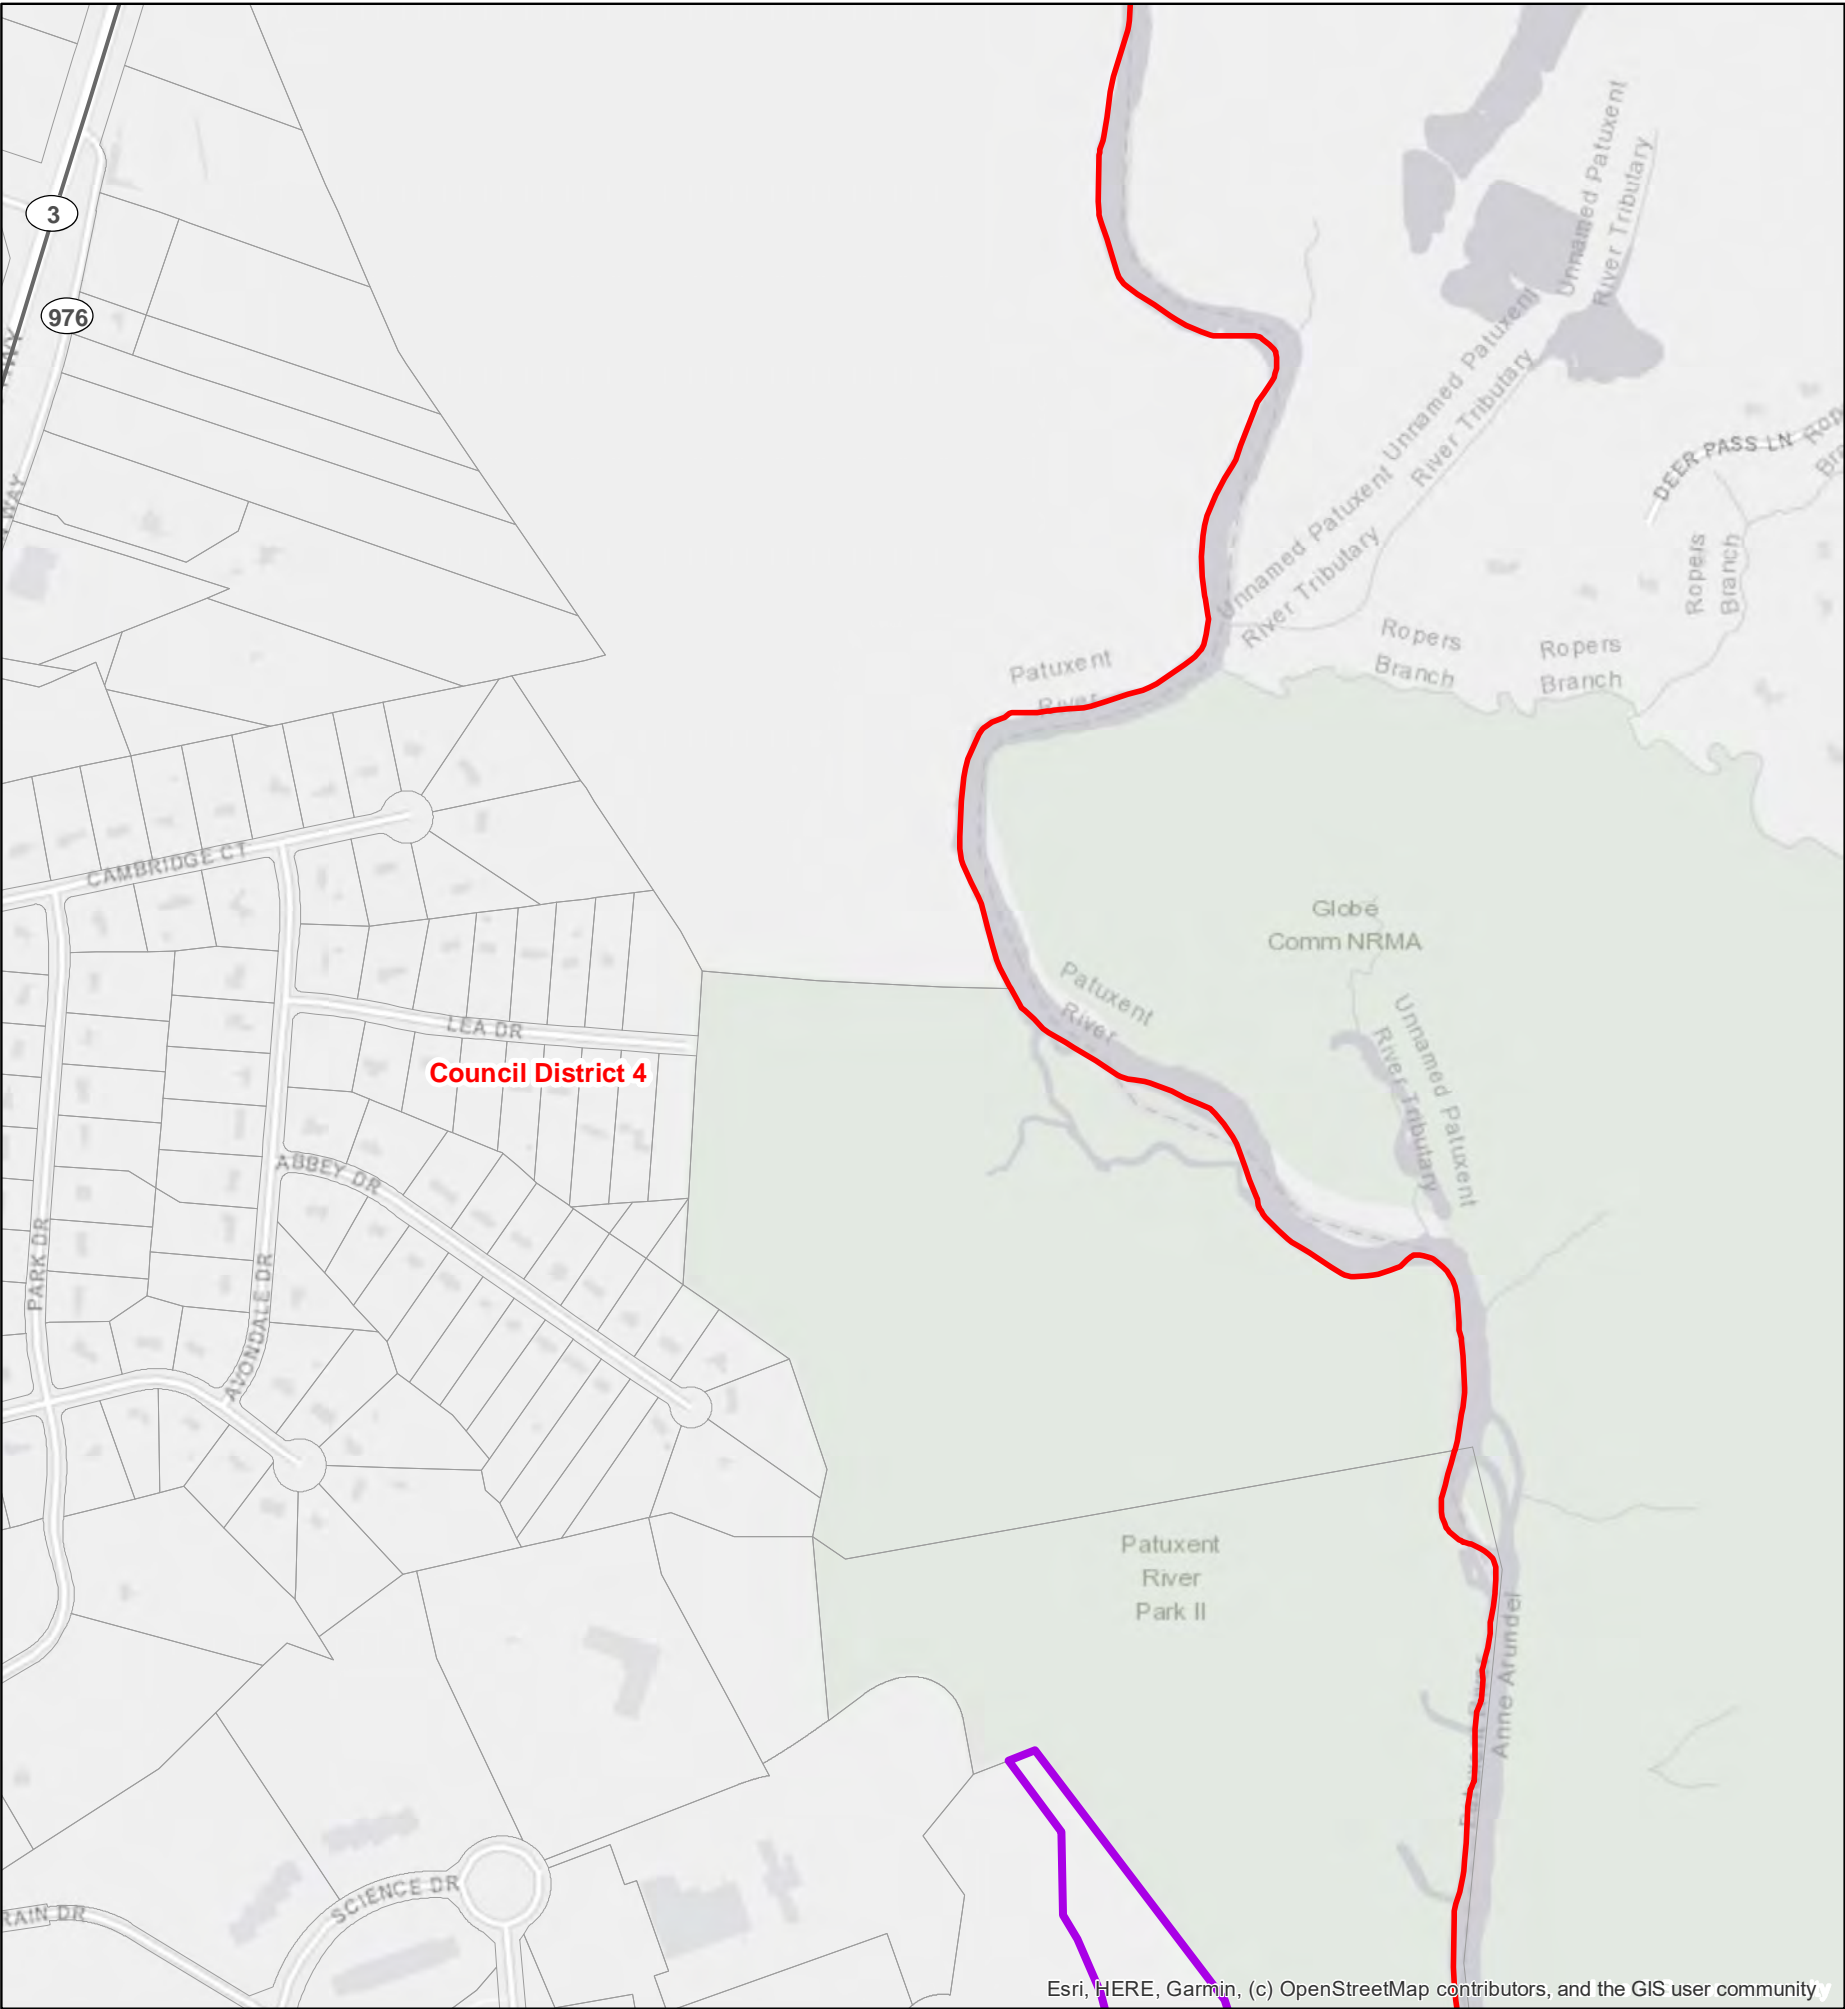 Unnamed Patuxent
River Tributary
3
976
WAY
Unnamed Patuxent
River Tributary
DEER PASS LN
Unnamed Patuxent
River Tributary
Ropers
Branch
Ropers
Branch
Ropers
Branch
Patuxent
River
CAMBRIDGE CT
Globe
Comm NRMA
Patuxent
River
Unnamed Patuxent
River Tributary
LEA DR
Council District 4
ABBEY DR
PARK DR
AVONDALE DR
Patuxent
River
Park II
Anne Arundel
SCIENCE DR
RAIN DR
Esri, HERE, Garmin, (c) OpenStreetMap contributors, and the GIS user community